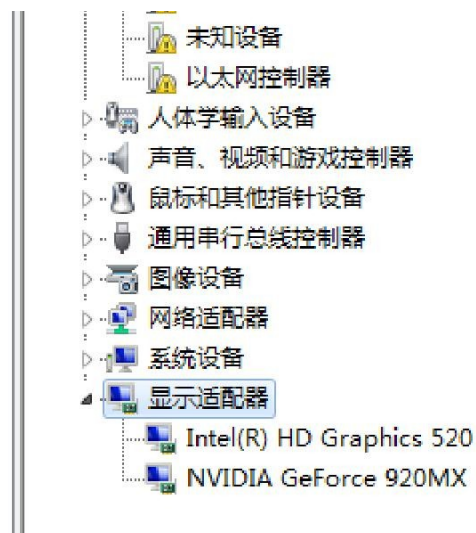 未知设备
以太网控制器
人体学输入设备
声音、视频和游戏控制器
鼠标和其他指针设备
通用串行总线控制器
图像设备
网络适配器
系统设备
显示适配器
Intel(R) HD Graphics 520
NVIDIA GeForce 920MX